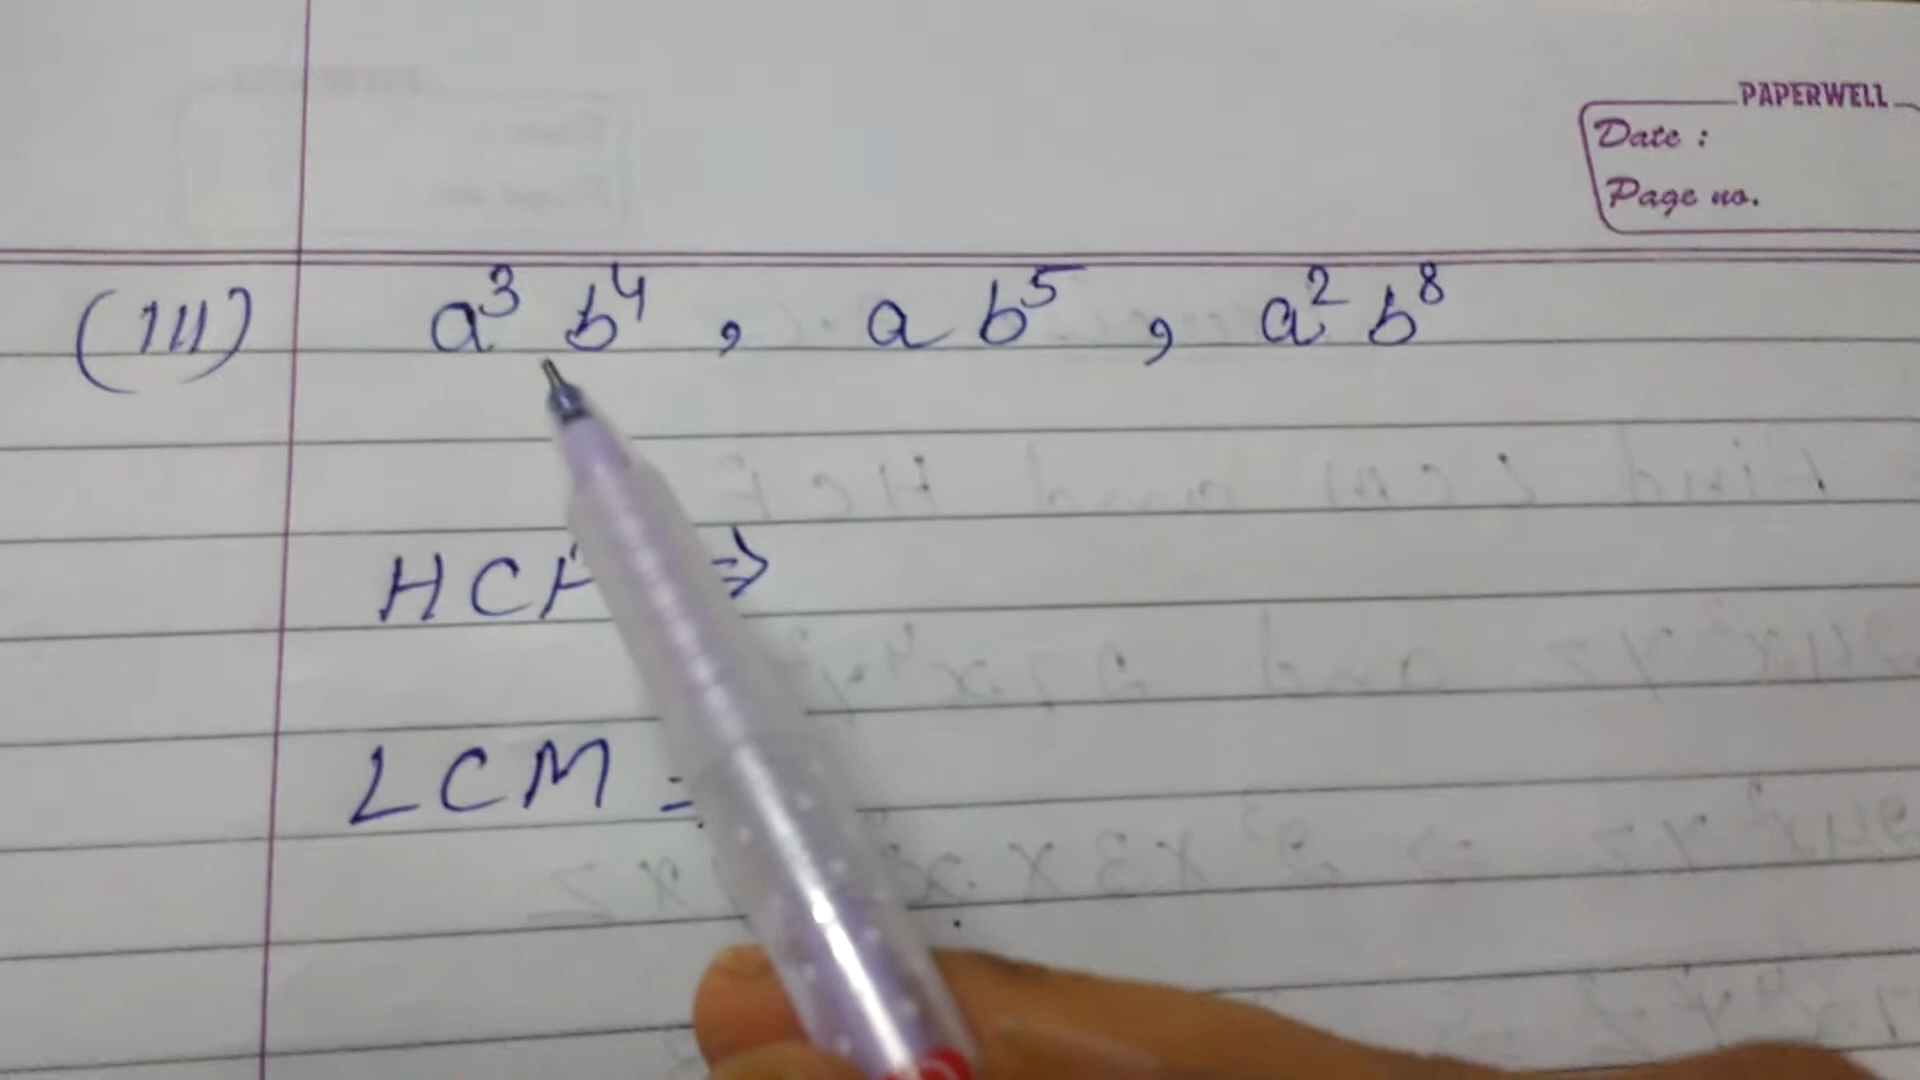 PAPERWELL
Date :
Page no.
(III) a³ b⁴ , a b⁵ , a² b⁸
HCF ⇒
LCM =